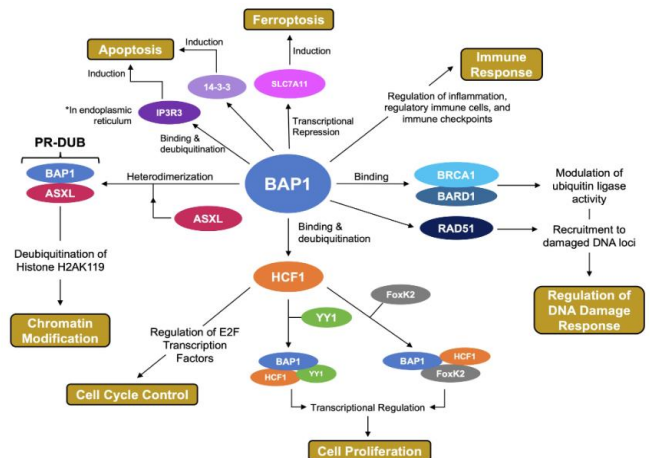 Ferroptosis
Apoptosis
Induction
Induction
Immune
Response
Induction
14-3-3
SLC7A11
*In endoplasmic
reticulum
IP3R3
Regulation of inflammation,
regulatory immune cells, and
immune checkpoints
Transcriptional
Repression
Binding &
deubiquitination
PR-DUB
BAP1
ASXL
Heterodimerization
ASXL
BAP1
Binding
BRCA1
BARD1
Modulation of
ubiquitin ligase
activity
RAD51
Recruitment to
damaged DNA loci
Binding &
deubiquitination
Deubiquitination of
Histone H2AK119
HCF1
Regulation of
DNA Damage
Response
FoxK2
YY1
Chromatin
Modification
Regulation of E2F
Transcription
Factors
BAP1
HCF1
YY1
BAP1
HCF1
FoxK2
Cell Cycle Control
Transcriptional Regulation
Cell Proliferation